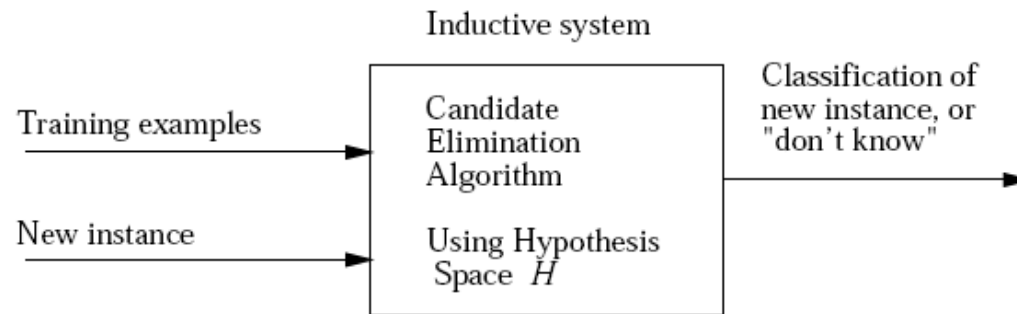 Inductive system
Training examples
New instance
Candidate
Elimination
Algorithm
Using Hypothesis
Space H
Classification of
new instance, or
"don't know"